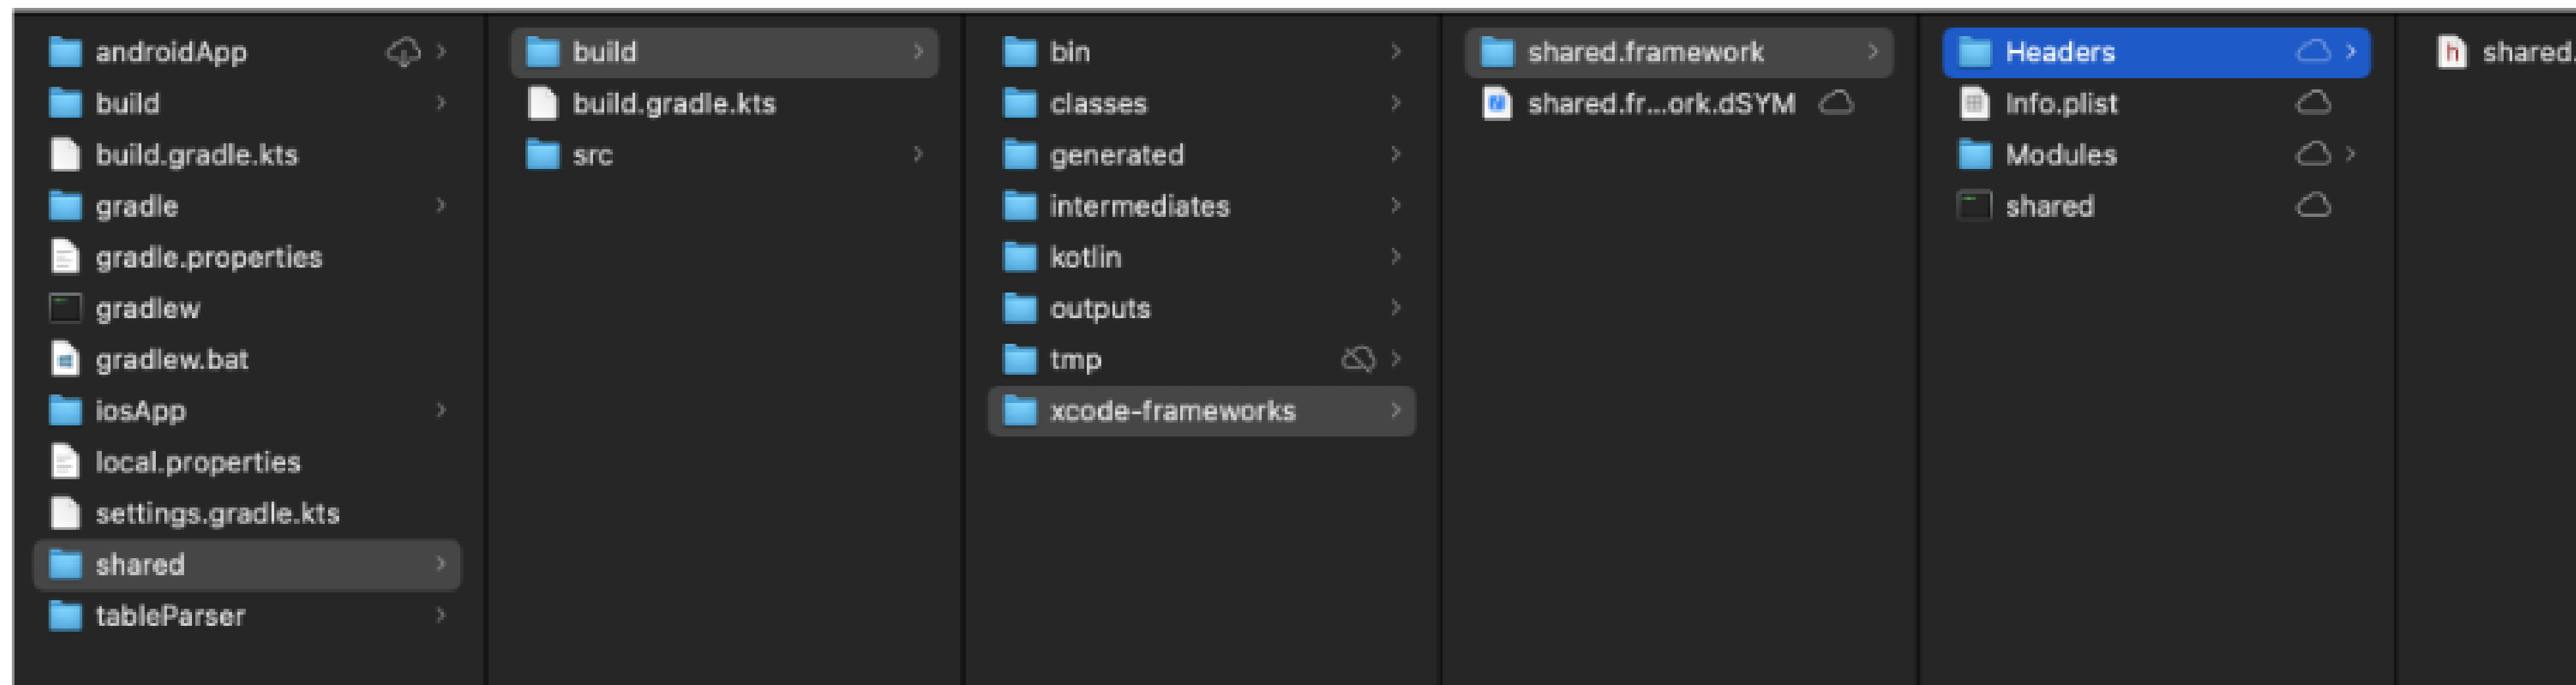 androidApp
build
build.gradle.kts
gradle
gradle.properties
gradlew
gradlew.bat
iosApp
local.properties
settings.gradle.kts
shared
tableParser
build
build.gradle.kts
src
bin
classes
generated
intermediates
kotlin
outputs
tmp
xcode-frameworks
shared.framework
shared.fr...ork.dSYM
Headers
Info.plist
Modules
shared
shared.